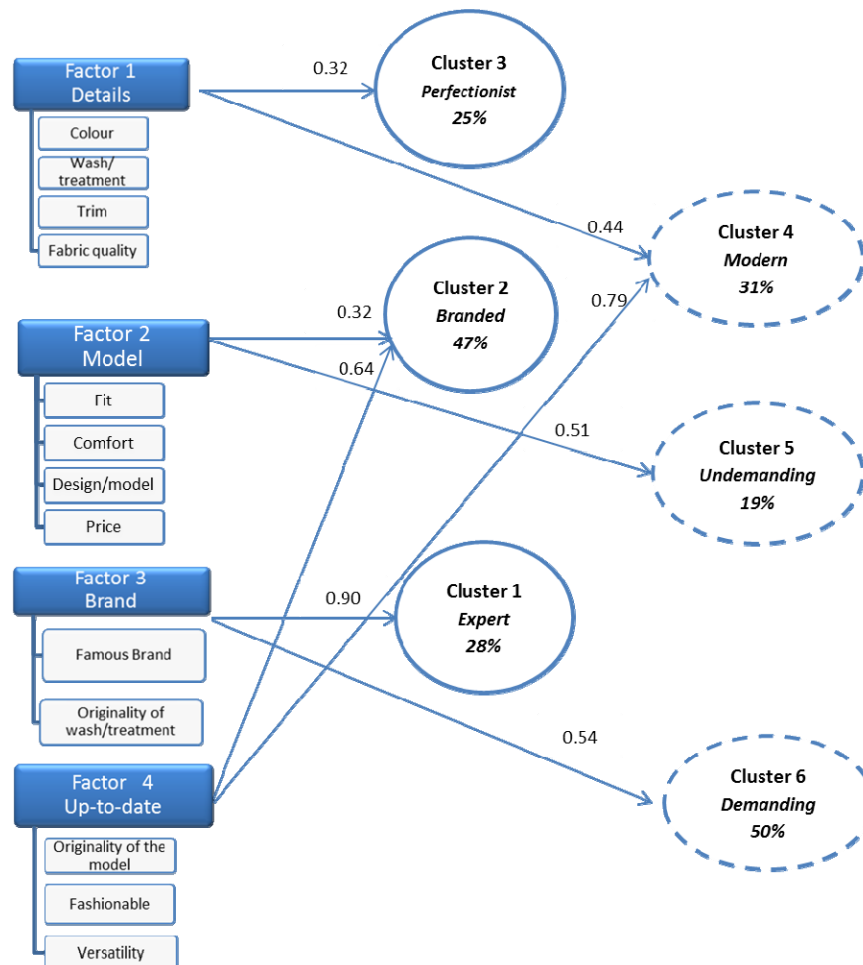 Factor 1
Details
Colour
Wash/
treatment
Trim
Fabric quality
0.32
Cluster 3
Perfectionist
25%
0.44
Cluster 4
Modern
31%
0.79
Factor 2
Model
Fit
Comfort
Design/model
Price
0.32
0.64
Cluster 2
Branded
47%
0.51
Cluster 5
Undemanding
19%
Factor 3
Brand
Famous Brand
Originality of
wash/treatment
0.90
Cluster 1
Expert
28%
0.54
Cluster 6
Demanding
50%
Factor 4
Up-to-date
Originality of the
model
Fashionable
Versatility